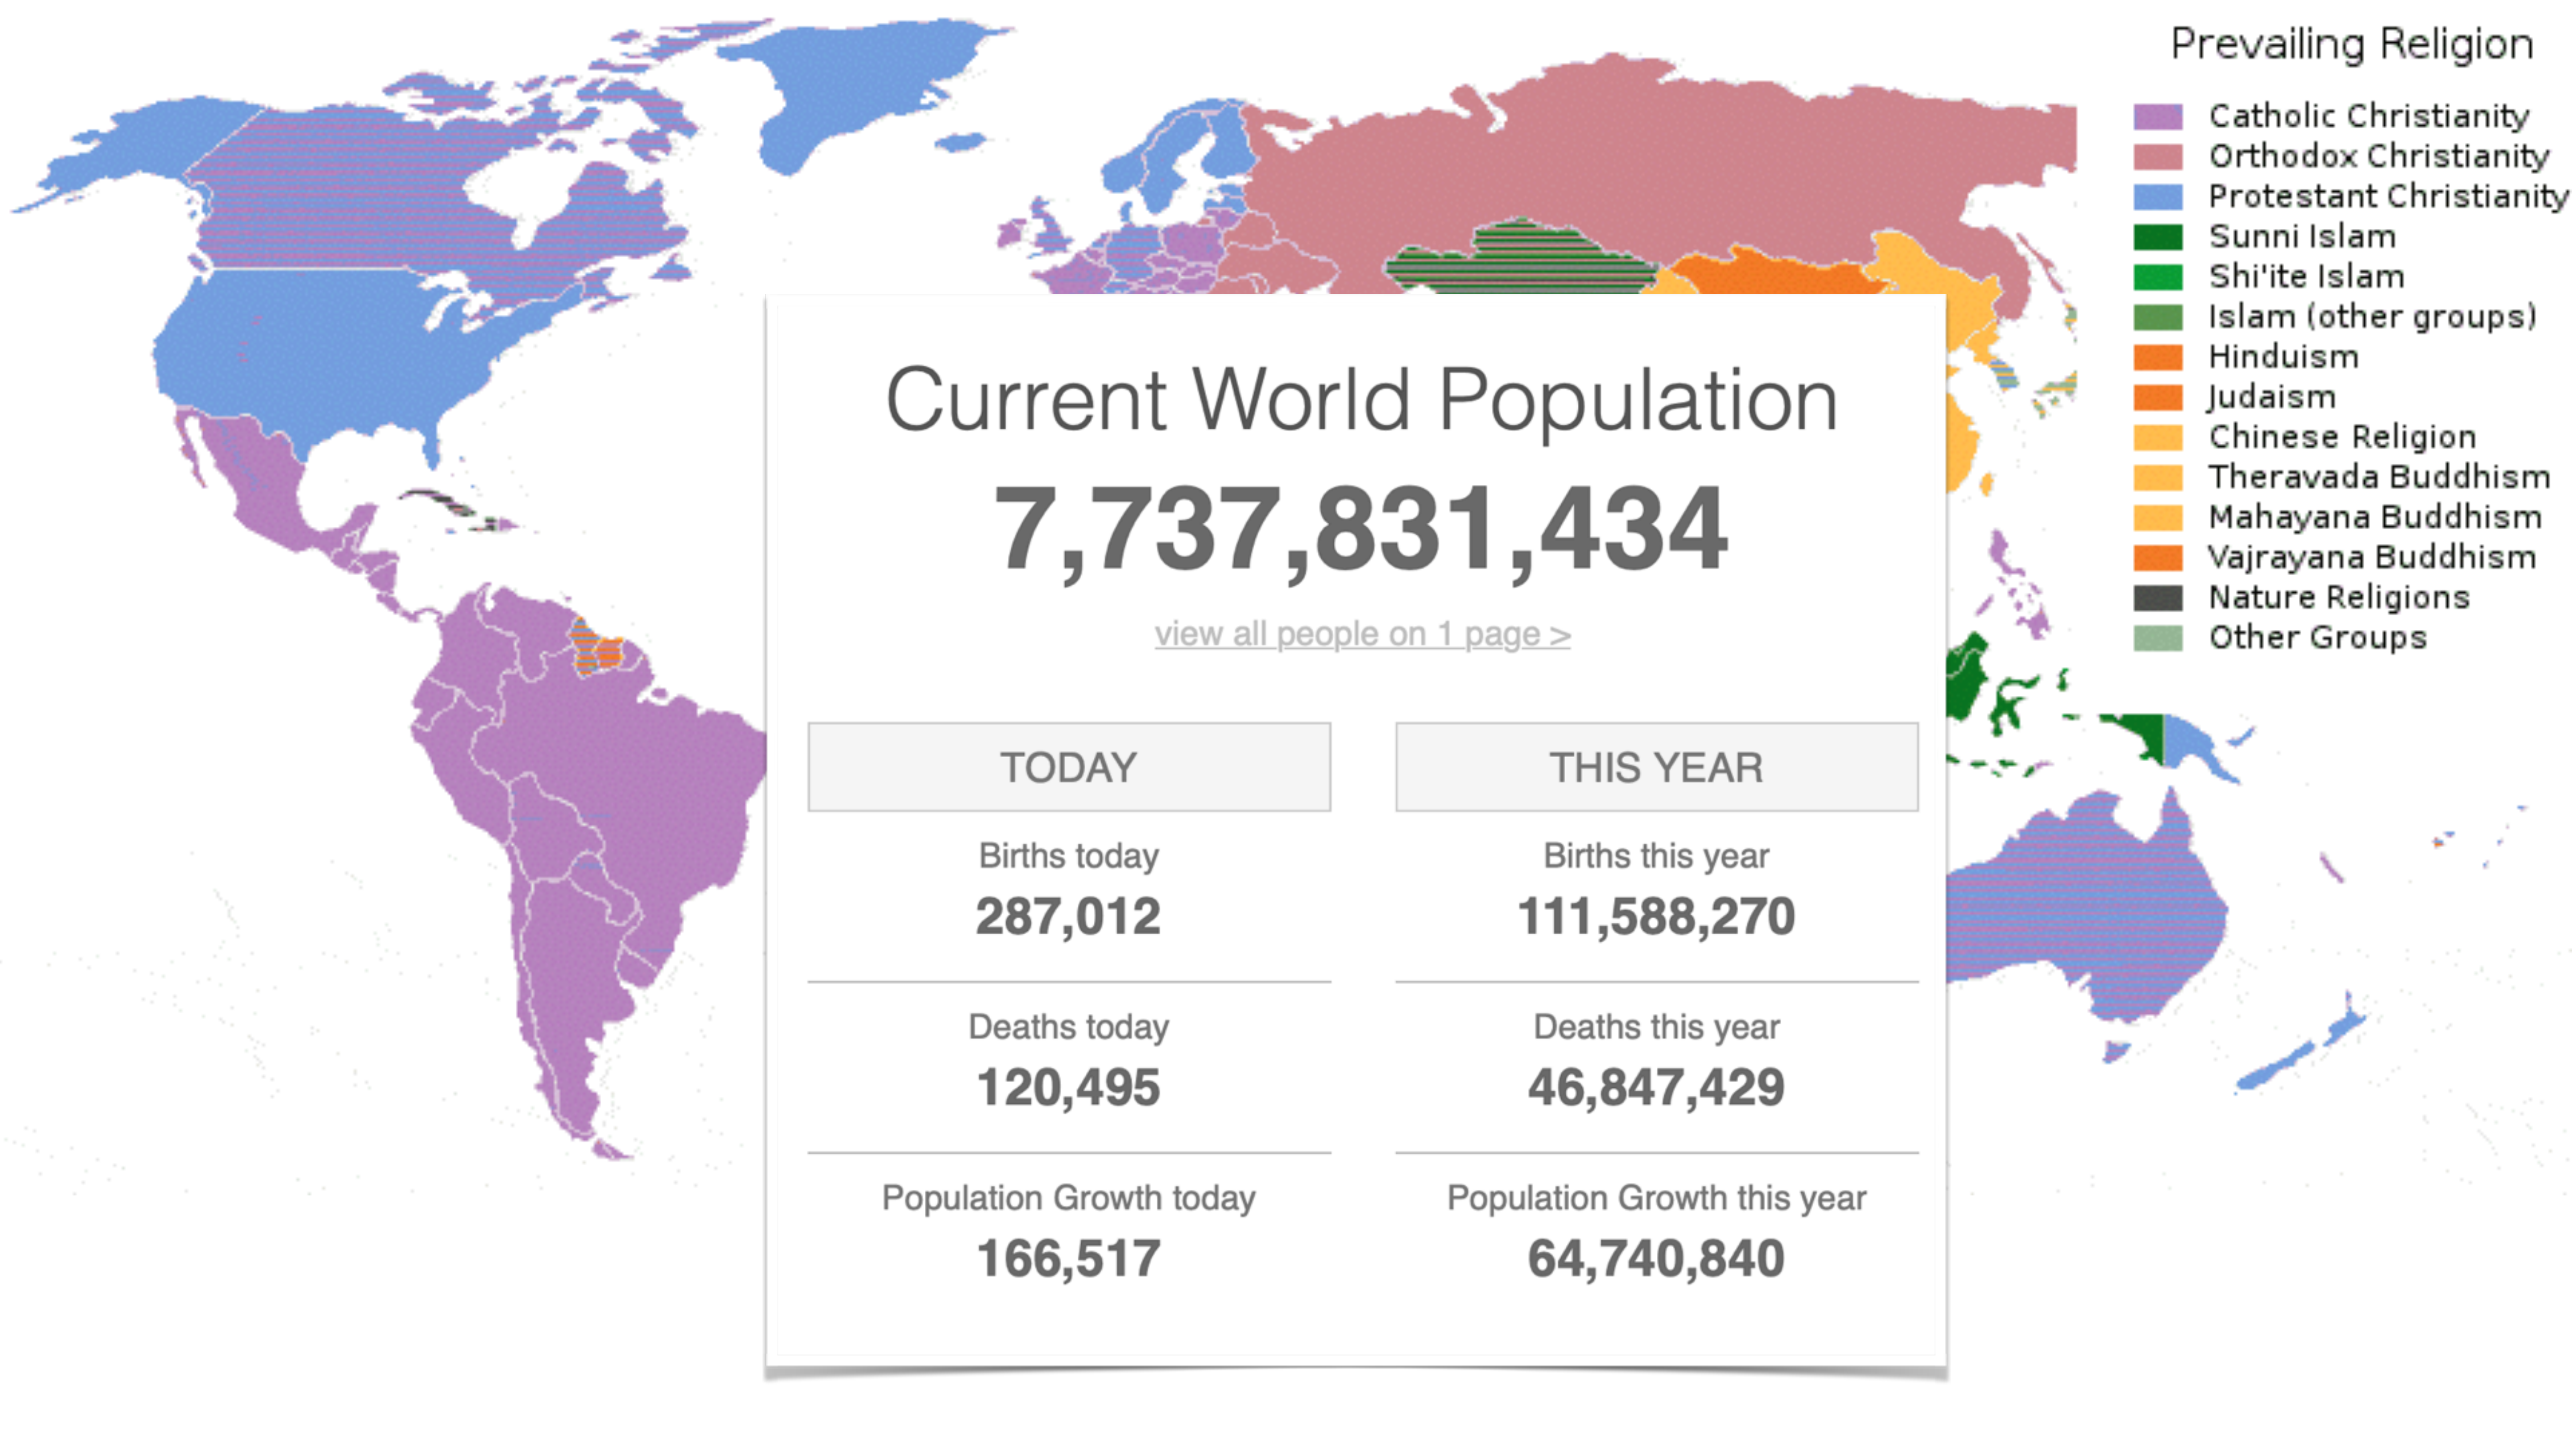 Prevailing Religion
Catholic Christianity
Orthodox Christianity
Protestant Christianity
Sunni Islam
Shi'ite Islam
Islam (other groups)
Hinduism
Judaism
Chinese Religion
Theravada Buddhism
Mahayana Buddhism
Vajrayana Buddhism
Nature Religions
Other Groups
Current World Population
7,737,831,434
view all people on 1 page >
TODAY
Births today
287,012
Deaths today
120,495
Population Growth today
166,517
THIS YEAR
Births this year
111,588,270
Deaths this year
46,847,429
Population Growth this year
64,740,840